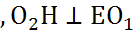 , O₂H ⊥ EO₁